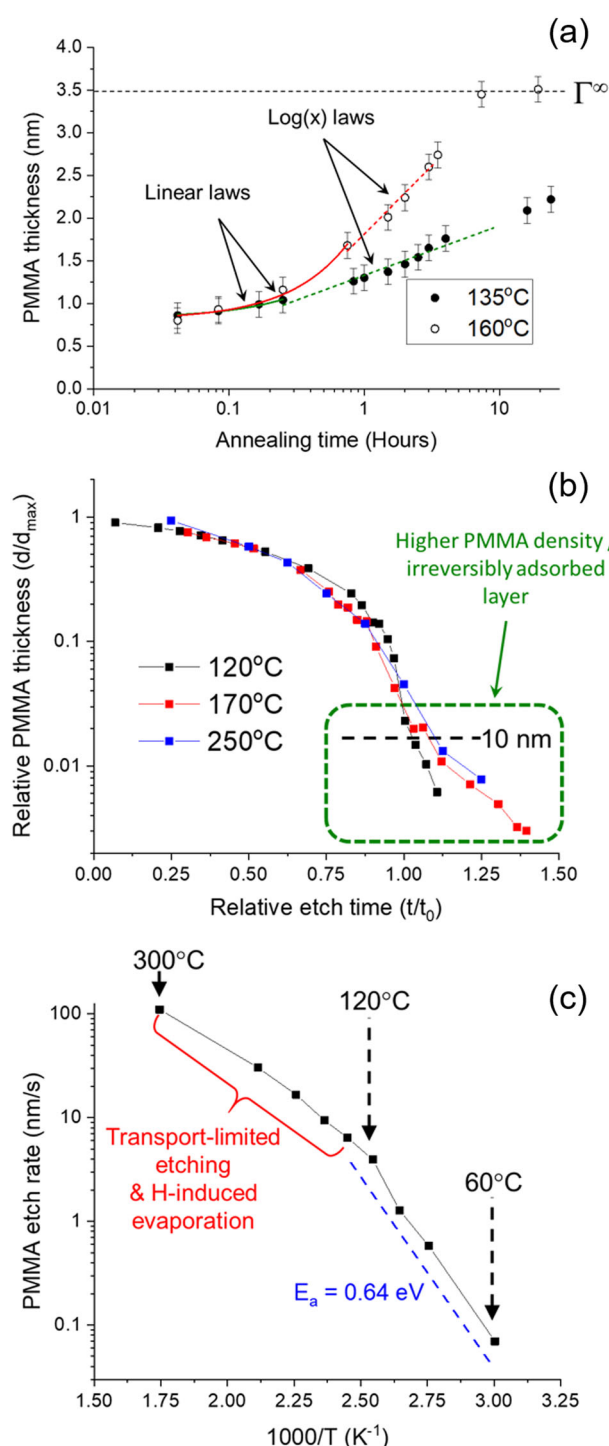 (a)
4.0
3.5
3.0
2.5
2.0
1.5
1.0
0.5
0.0
PMMA thickness (nm)
Γ∞
Log(x) laws
Linear laws
135°C
160°C
0.01 0.1 1 10
Annealing time (Hours)
(b)
1
0.1
0.01
Relative PMMA thickness (d/dmax)
Higher PMMA density /
irreversibly adsorbed
layer
120°C
170°C
250°C
10 nm
0.00 0.25 0.50 0.75 1.00 1.25 1.50
Relative etch time (t/t0)
(c)
300°C
120°C
60°C
100
10
1
0.1
PMMA etch rate (nm/s)
Transport-limited
etching
& H-induced
evaporation
Ea = 0.64 eV
1.50 1.75 2.00 2.25 2.50 2.75 3.00 3.25
1000/T (K-1)